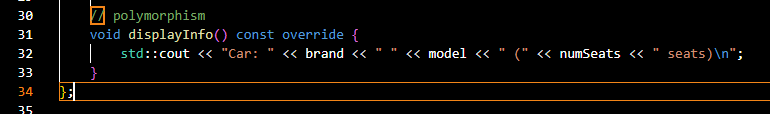 30 // polymorphism
31 void displayInfo() const override {
32 std::cout << "Car: " << brand << " " << model << " (" << numSeats << " seats)\n";
33 }
34 };
35